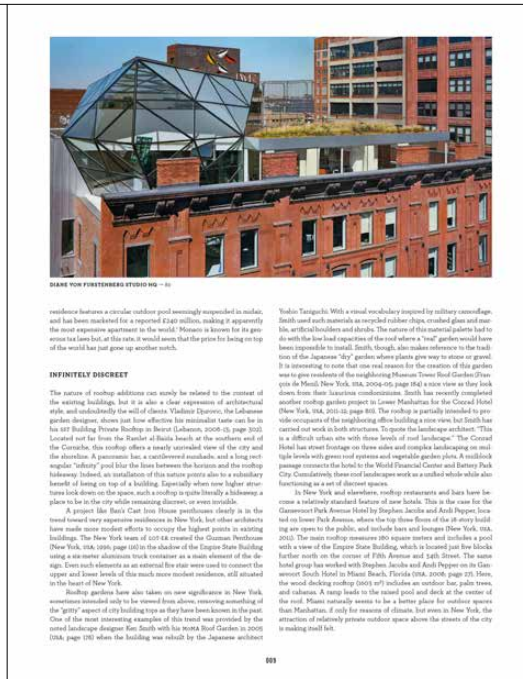 DIANE VON FURSTENBERG STUDIO HQ — 80
residence features a circular outdoor pool seemingly suspended in midair,
and has been marketed for a reported £240 million, making it apparently
the most expensive apartment in the world.¹ Monaco is known for its gen-
erous tax laws but, at this rate, it would seem that the price for being on top
of the world has just gone up another notch.
INFINITELY DISCREET
The nature of rooftop additions can surely be related to the context of
the existing buildings, but it is also a clear expression of architectural
style, and undoubtedly the will of clients. Vladimir Djurovic, the Lebanese
garden designer, shows just how effective his minimalist taste can be in
his SST Building Private Rooftop in Beirut (Lebanon, 2008–13, page 302).
Located not far from the Ramlet al-Baida beach at the southern end of
the Corniche, this rooftop offers a nearly unrivaled view of the city and
the shoreline. A panoramic bar, a cantilevered sunshade, and a long rect-
angular "infinity" pool blur the lines between the horizon and the rooftop
hideaway. Indeed, an installation of this nature points also to a subsidiary
benefit of being on top of a building. Especially when now higher struc-
tures look down on the space, such a rooftop is quite literally a hideaway, a
place to be in the city while remaining discreet, or even invisible.
A project like Ban's Cast Iron House penthouses clearly is in the
trend toward very expensive residences in New York, but other architects
have made more modest efforts to occupy the highest points in existing
buildings. The New York team of LOT-EK created the Guzman Penthouse
(New York, USA, 1996; page 110) in the shadow of the Empire State Building
using a six-meter aluminum truck container as a main element of the de-
sign. Even such elements as an external fire stair were used to connect the
upper and lower levels of this much more modest residence, still situated
in the heart of New York.
Rooftop gardens have also taken on new significance in New York,
sometimes intended only to be viewed from above, removing something of
the "gritty" aspect of city building tops as they have been known in the past.
One of the most interesting examples of this trend was provided by the
noted landscape designer Ken Smith with his MoMA Roof Garden in 2005
(USA; page 176) when the building was rebuilt by the Japanese architect
Yoshio Taniguchi. With a visual vocabulary inspired by military camouflage,
Smith used such materials as recycled rubber chips, crushed glass and mar-
ble, artificial boulders and shrubs. The nature of this material palette had to
do with the low load capacities of the roof where a "real" garden would have
been impossible to install. Smith, though, also makes reference to the tradi-
tion of the Japanese "dry" garden where plants give way to stone or gravel.
It is interesting to note that one real reason for the creation of this garden
was to give residents of the neighboring Museum Tower Roof Garden (Fran-
çois de Menil; New York, USA, 2004–05; page 164) a nice view as they look
down from their luxurious condominiums. Smith has recently completed
another rooftop garden project in Lower Manhattan for the Conrad Hotel
(New York, USA, 2011–12; page 80). The rooftop is partially intended to pro-
vide occupants of the neighboring office building a nice view, but Smith has
carried out work in both structures. To quote the landscape architect: "This
is a difficult urban site with three levels of roof landscape." The Conrad
Hotel has street frontage on three sides and complex landscaping on mul-
tiple levels with green roof systems and vegetable garden plots. A midblock
passage connects the hotel to the World Financial Center and Battery Park
City. Cumulatively, these roof landscapes work as a unified whole while also
functioning as a set of discreet spaces.
In New York and elsewhere, rooftop restaurants and bars have be-
come a relatively standard feature of new hotels. This is the case for the
Gansevoort Park Avenue Hotel by Stephen Jacobs and Andi Pepper, loca-
ted on lower Park Avenue, where the top three floors of the 18-story build-
ing are open to the public, and include bars and lounges (New York, USA,
2011). The main rooftop measures 380 square meters and includes a pool
with a view of the Empire State Building, which is located just five blocks
further north on the corner of Fifth Avenue and 34th Street. The same
hotel group has worked with Stephen Jacobs and Andi Pepper on its Gan-
sevoort South Hotel in Miami Beach, Florida (USA, 2008; page 27). Here,
the wood decking rooftop (1603 m²) includes an outdoor bar, palm trees,
and cabanas. A ramp leads to the raised pool and deck at the center of
the roof. Miami naturally seems to be a better place for outdoor spaces
than Manhattan, if only for reasons of climate, but even in New York, the
attraction of relatively private outdoor space above the streets of the city
is making itself felt.
009